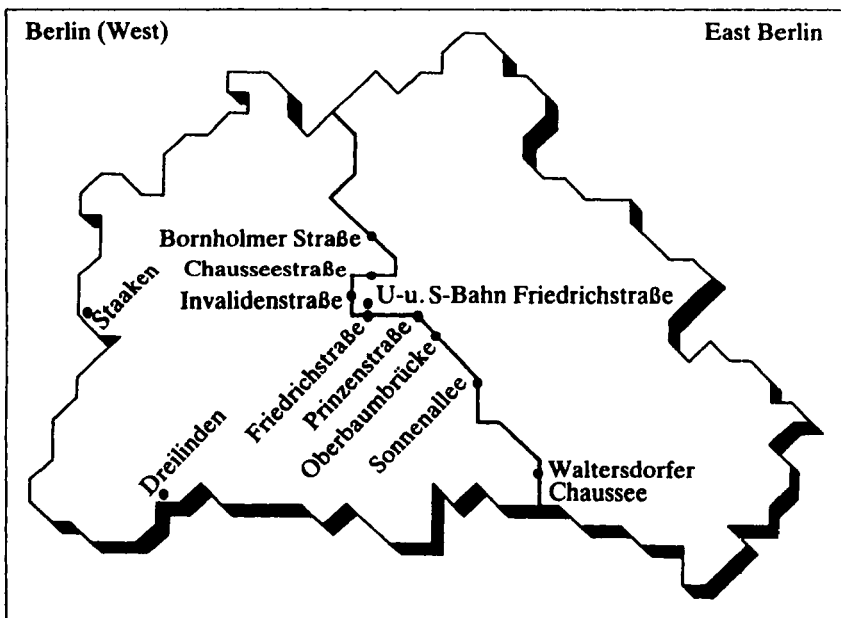 Berlin (West)
East Berlin
Bornholmer Straße
Chausseestraße
Invalidenstraße
U-u. S-Bahn Friedrichstraße
Staaken
Friedrichstraße
Prinzenstraße
Oberbaumbrücke
Sonnenallee
Dreilinden
Waltersdorfer
Chaussee